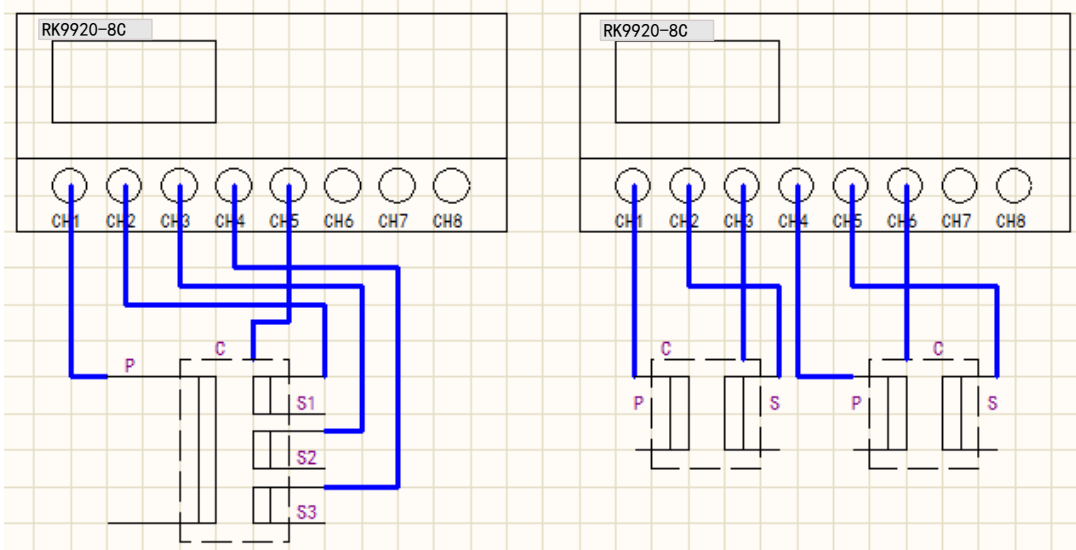 RK9920-8C
CH1 CH2 CH3 CH4 CH5 CH6 CH7 CH8
C
P
S1
S2
S3
RK9920-8C
CH1 CH2 CH3 CH4 CH5 CH6 CH7 CH8
C C
P S P S